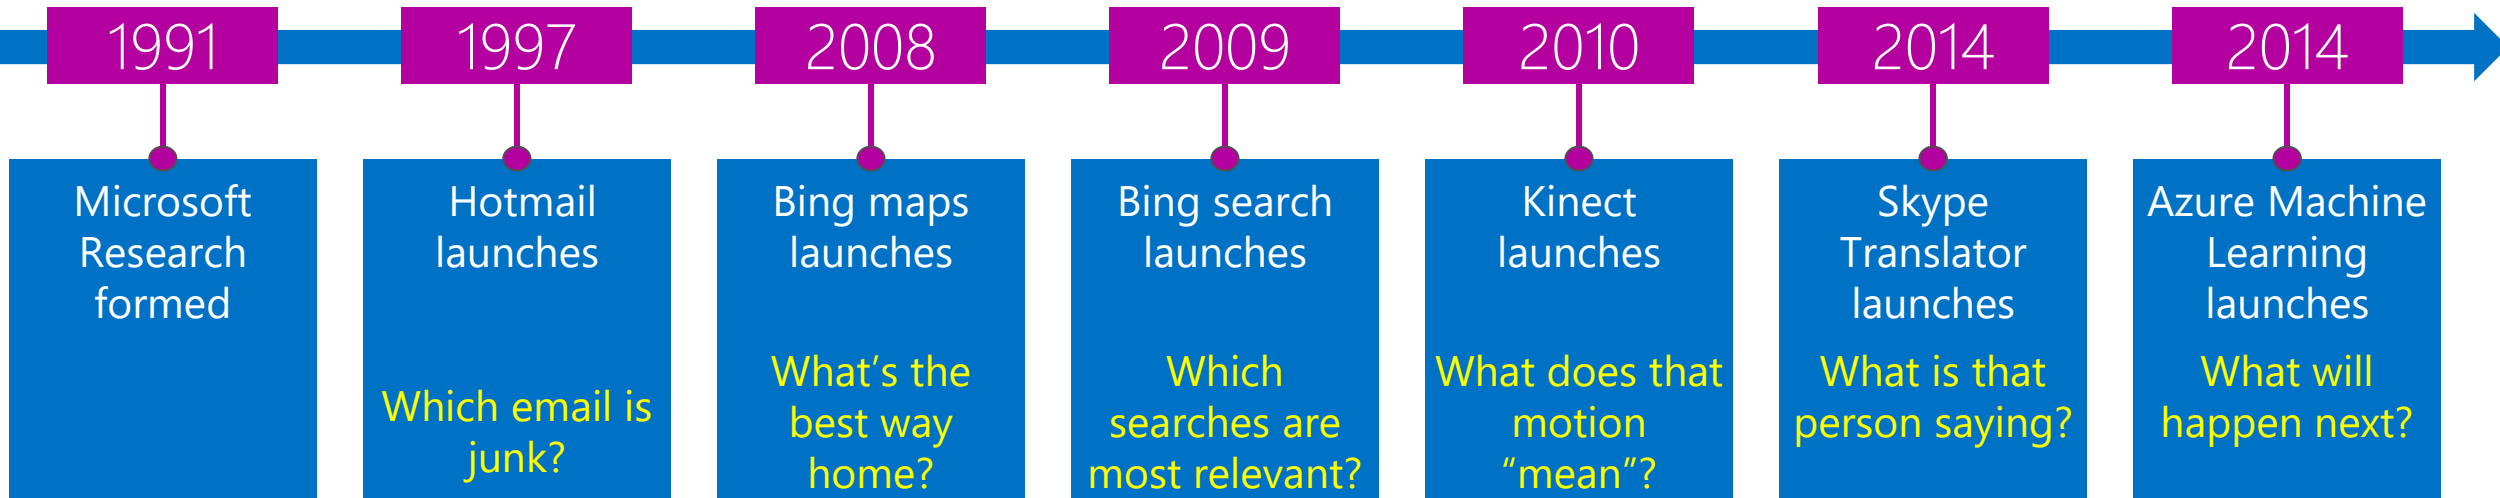 1991
1997
2008
2009
2010
2014
2014
Microsoft
Research
formed
Hotmail
launches
Which email is
junk?
Bing maps
launches
What's the
best way
home?
Bing search
launches
Which
searches are
most relevant?
Kinect
launches
What does that
motion
“mean”?
Skype
Translator
launches
What is that
person saying?
Azure Machine
Learning
launches
What will
happen next?